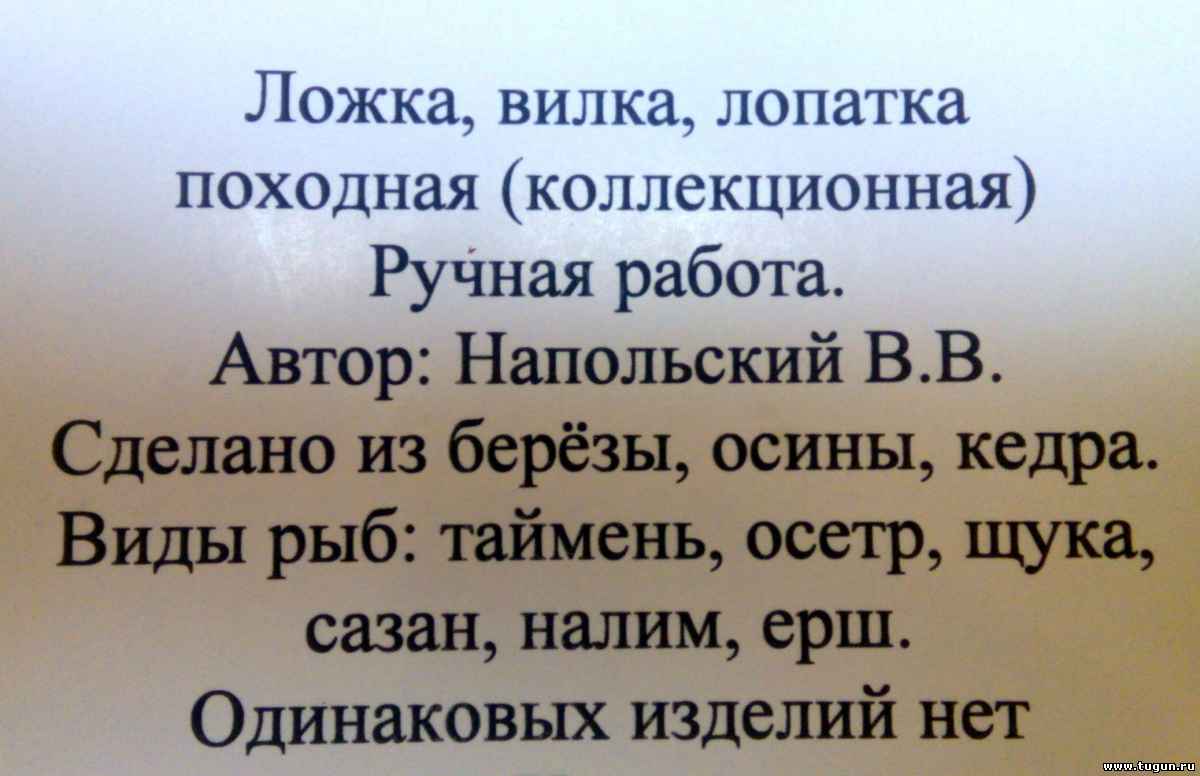 Ложка, вилка, лопатка
походная (коллекционная)
Ручная работа.
Автор: Напольский В.В.
Сделано из берёзы, осины, кедра.
Виды рыб: таймень, осетр, щука,
сазан, налим, ерш.
Одинаковых изделий нет
www.tugun.ru